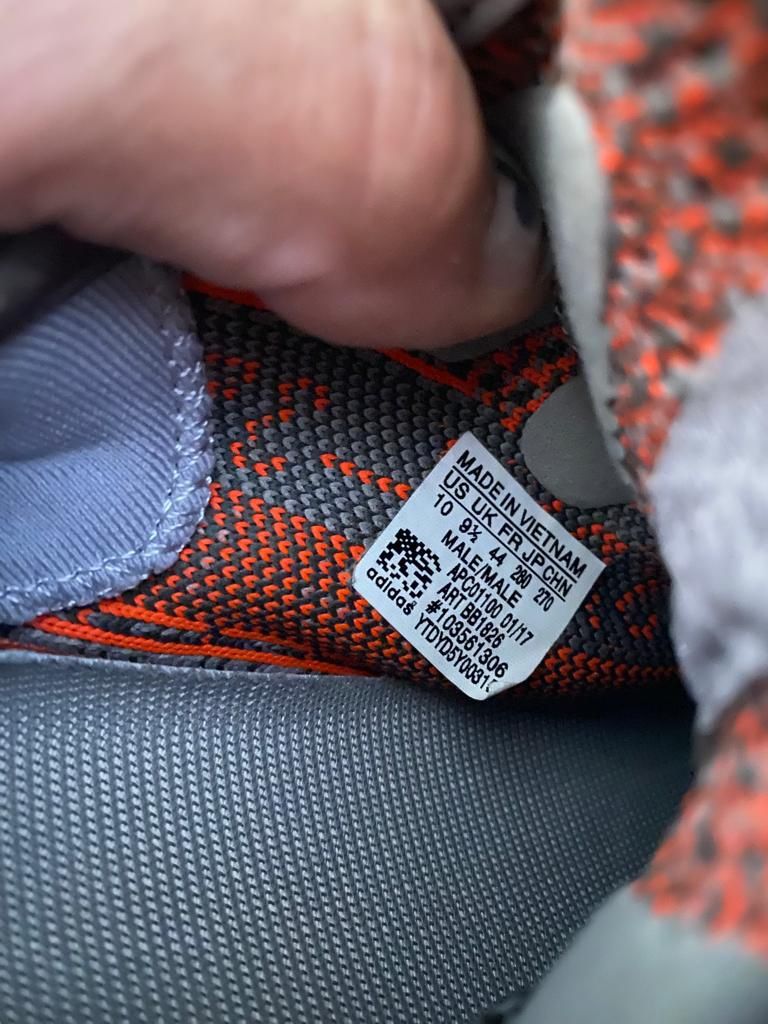 MADE IN VIETNAM
US UK FR JP CHN
10 9½ 44 280 270
MALE/MALE
APC01100 01/17
ART BB1826
#103561306
adidas